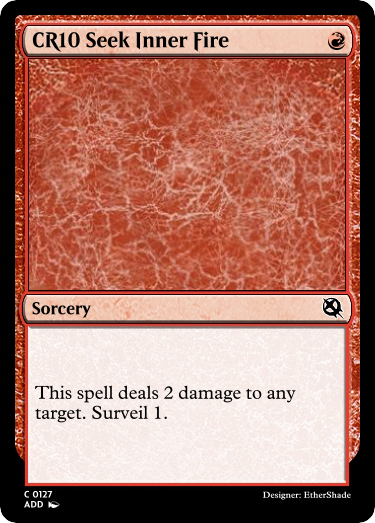 CR10 Seek Inner Fire
Sorcery
This spell deals 2 damage to any
target. Surveil 1.
C 0127
ADD
Designer: EtherShade